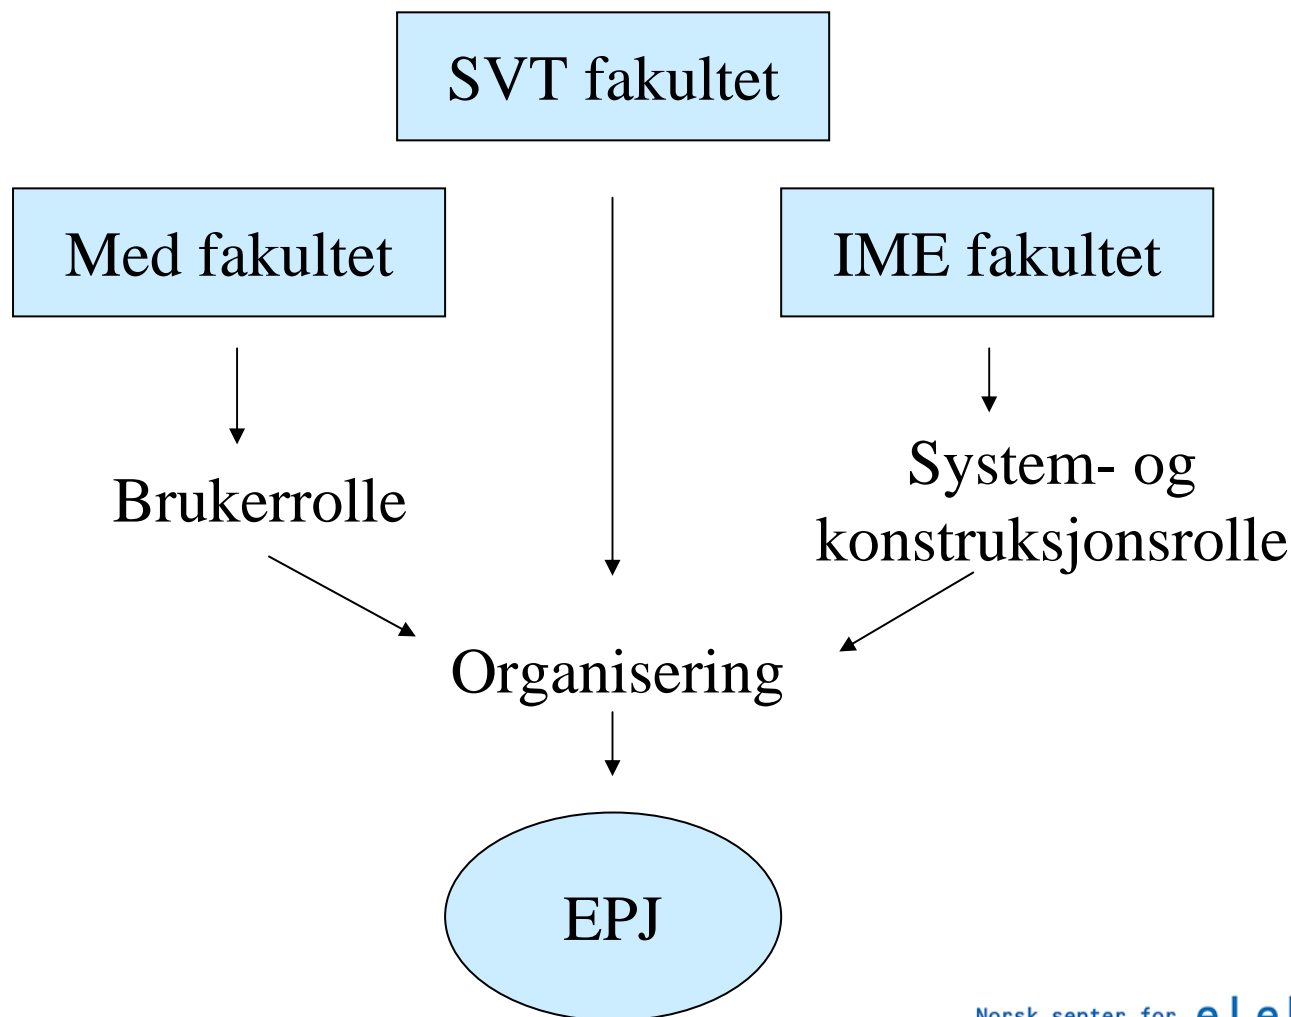 SVT fakultet
Med fakultet
IME fakultet
Brukerrolle
System- og
konstruksjonsrolle
Organisering
EPJ
Norsk senter for